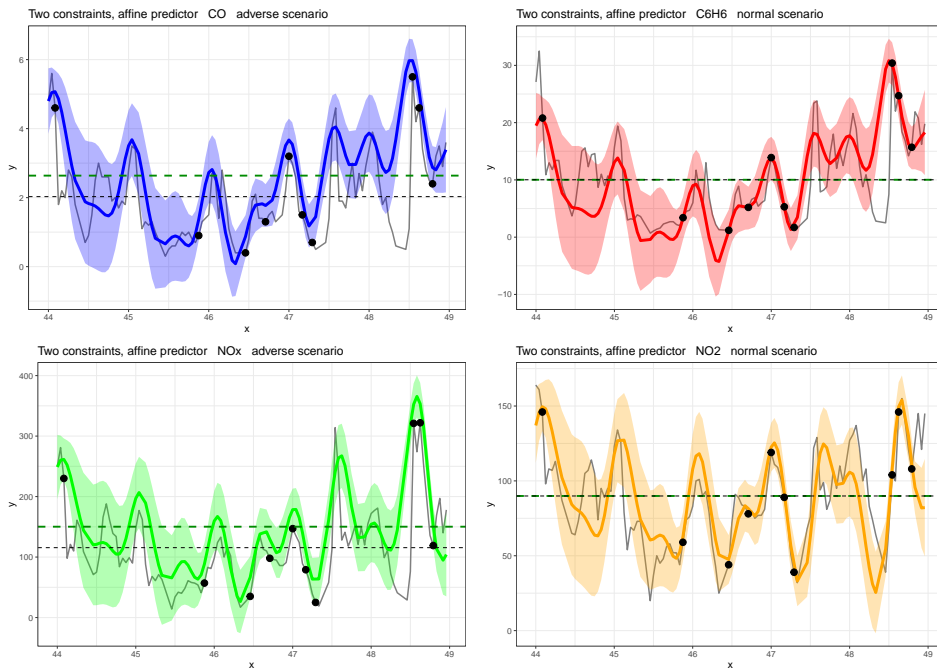 Two constraints, affine predictor CO adverse scenario
y
6
4
2
0
44 45 46 47 48 49
x
Two constraints, affine predictor C6H6 normal scenario
y
30
20
10
0
−10
44 45 46 47 48 49
x
Two constraints, affine predictor NOx adverse scenario
y
400
300
200
100
0
44 45 46 47 48 49
x
Two constraints, affine predictor NO2 normal scenario
y
150
100
50
0
44 45 46 47 48 49
x